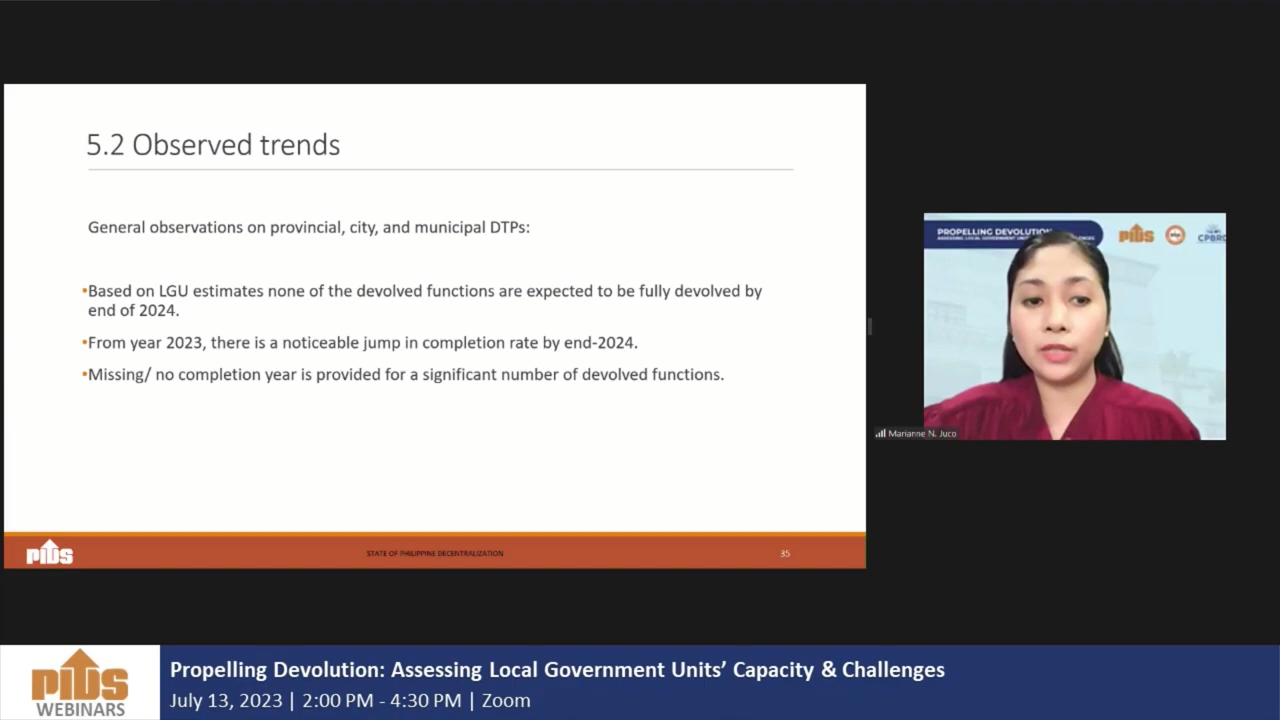 5.2 Observed trends
General observations on provincial, city, and municipal DTPs:
•Based on LGU estimates none of the devolved functions are expected to be fully devolved by
end of 2024.
•From year 2023, there is a noticeable jump in completion rate by end-2024.
•Missing/ no completion year is provided for a significant number of devolved functions.
pids
STATE OF PHILIPPINE DECENTRALIZATION
35
PROPELLING DEVOLUTION:
ASSESSING LOCAL GOVERNMENT UNITS'
pids
CPBRD
Marianne N. Juco
pids
WEBINARS
Propelling Devolution: Assessing Local Government Units’ Capacity & Challenges
July 13, 2023 | 2:00 PM - 4:30 PM | Zoom